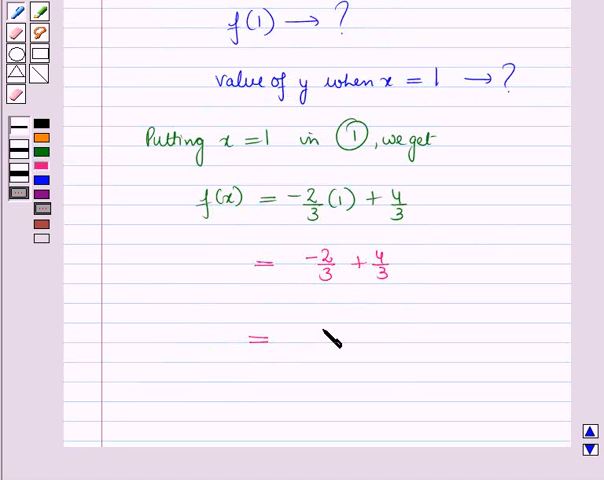 f(1) → ?
value of y when x = 1 → ?
Putting x = 1 in ①, we get
f(x) = -2/3 (1) + 4/3
= -2/3 + 4/3
=